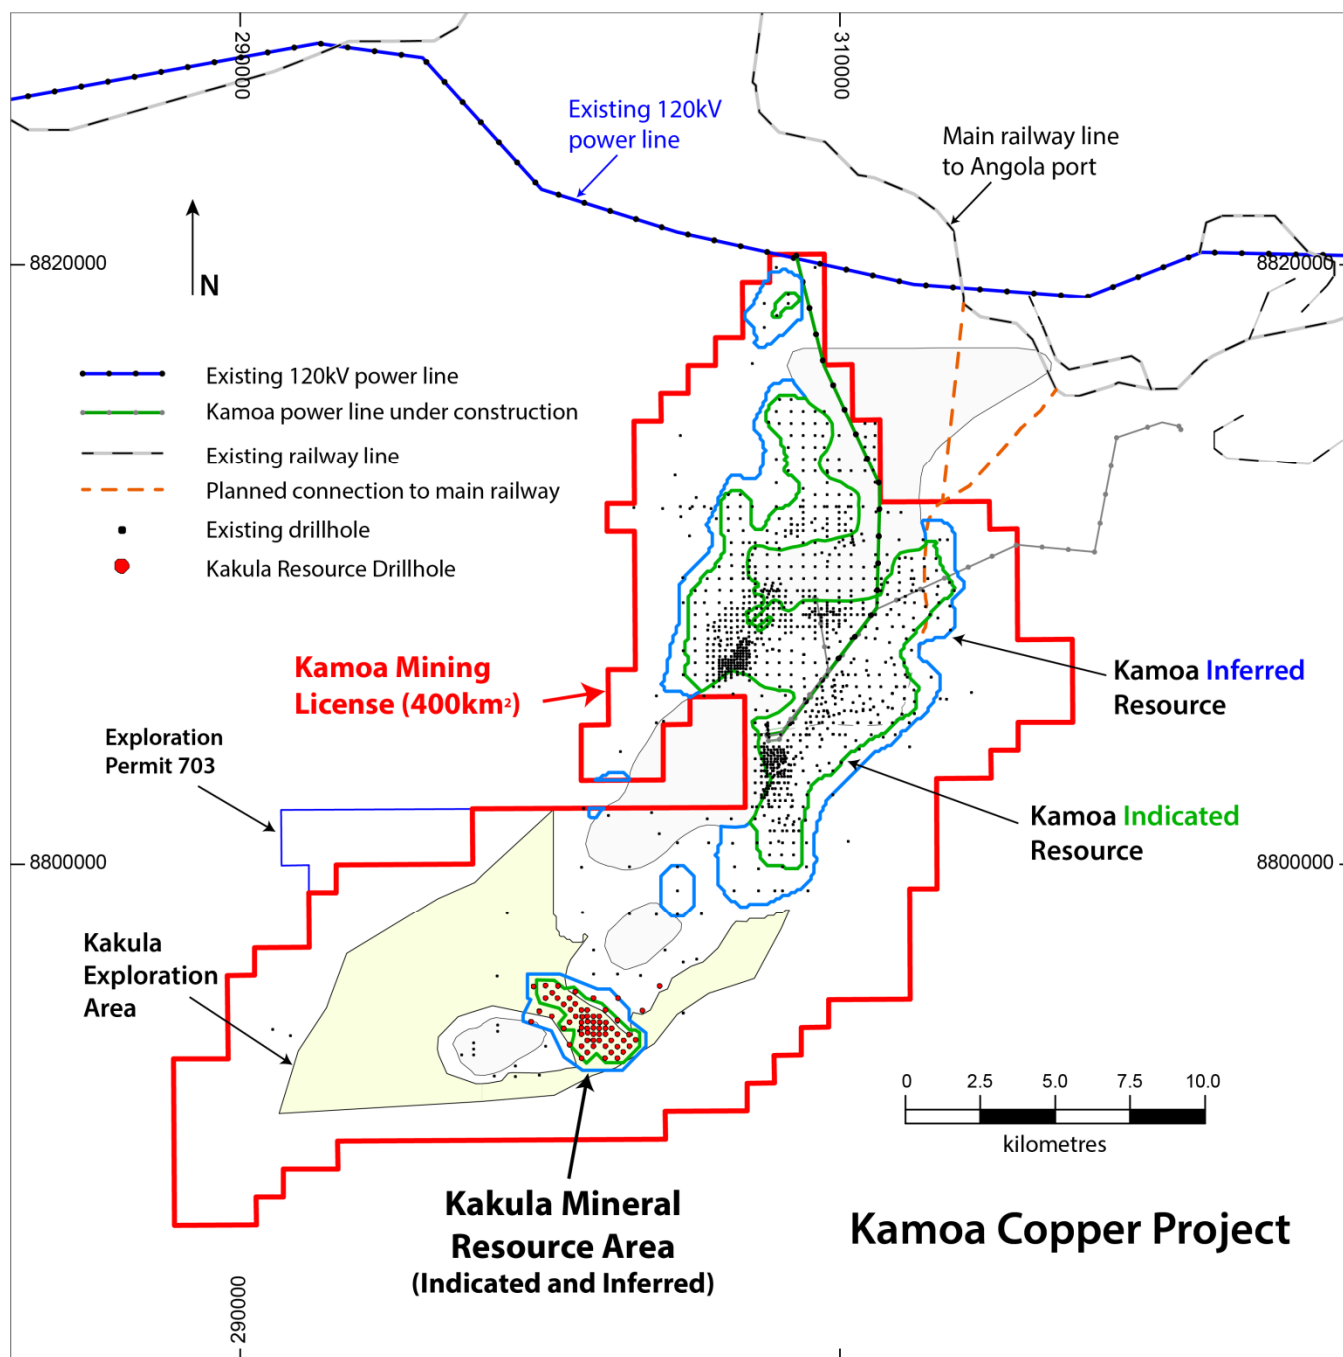 290000
310000
Existing 120kV
power line
Main railway line
to Angola port
8820000
8820000
N
Existing 120kV power line
Kamoa power line under construction
Existing railway line
Planned connection to main railway
Existing drillhole
Kakula Resource Drillhole
Kamoa Mining
License (400km²)
Kamoa Inferred
Resource
Exploration
Permit 703
Kamoa Indicated
Resource
8800000
8800000
Kakula
Exploration
Area
0 2.5 5.0 7.5 10.0
kilometres
Kakula Mineral
Resource Area
(Indicated and Inferred)
Kamoa Copper Project
290000